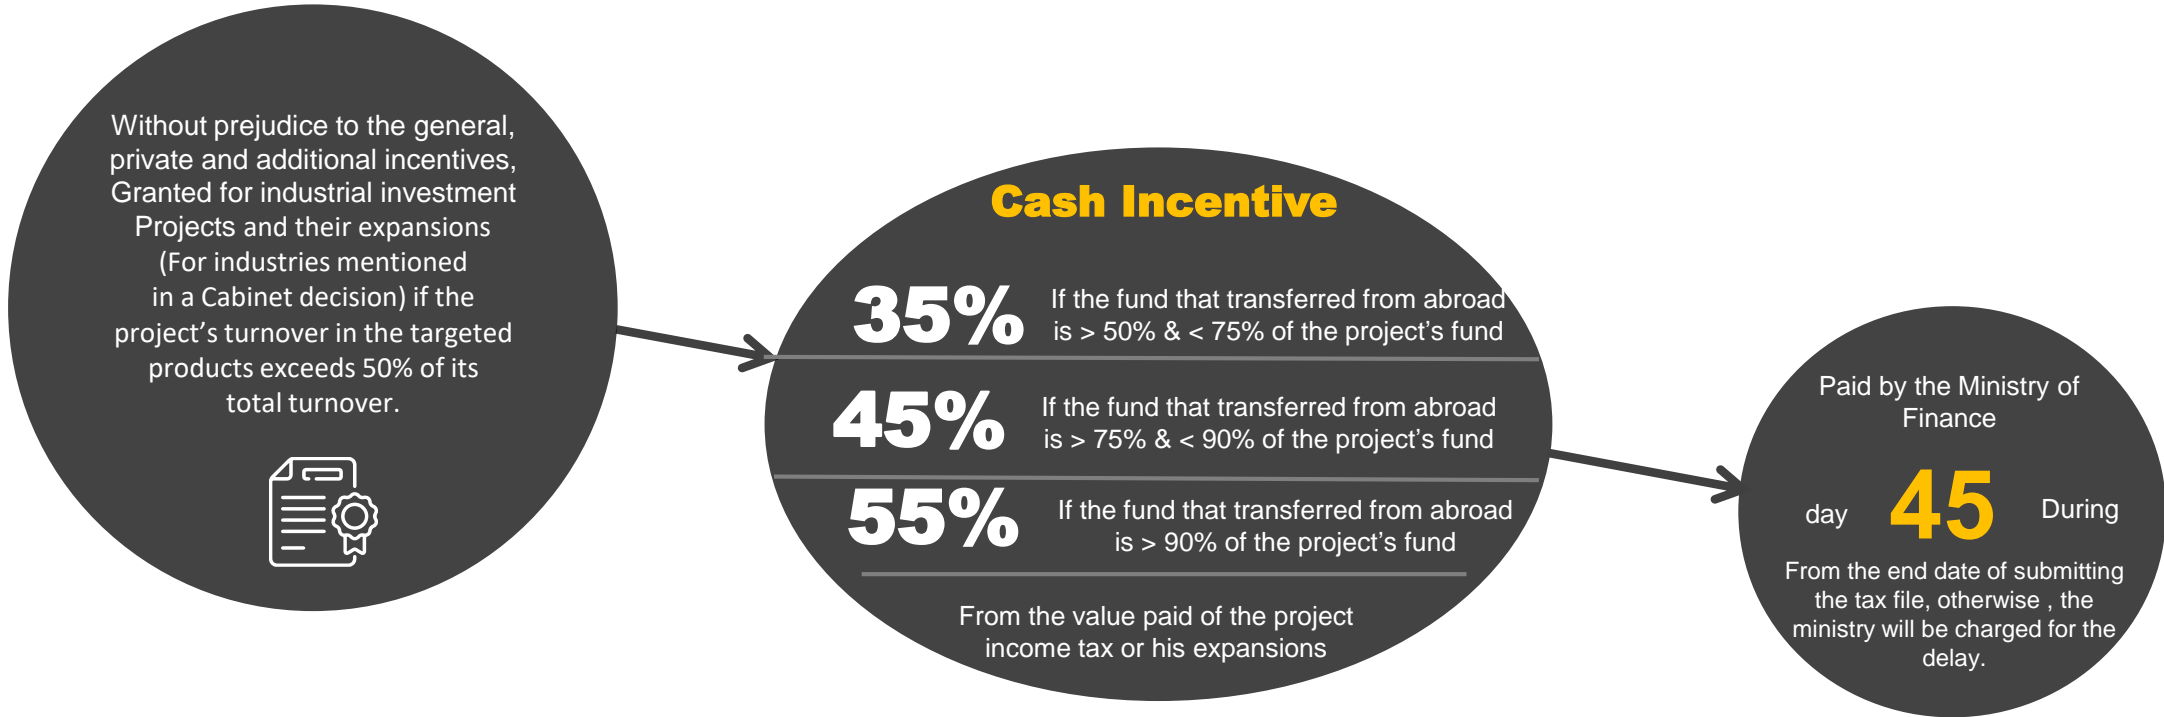 Without prejudice to the general,
private and additional incentives,
Granted for industrial investment
Projects and their expansions
(For industries mentioned
in a Cabinet decision) if the
project’s turnover in the targeted
products exceeds 50% of its
total turnover.
Cash Incentive
35%
If the fund that transferred from abroad
is > 50% & < 75% of the project’s fund
45%
If the fund that transferred from abroad
is > 75% & < 90% of the project’s fund
55%
If the fund that transferred from abroad
is > 90% of the project’s fund
From the value paid of the project
income tax or his expansions
Paid by the Ministry of
Finance
day 45 During
From the end date of submitting
the tax file, otherwise , the
ministry will be charged for the
delay.